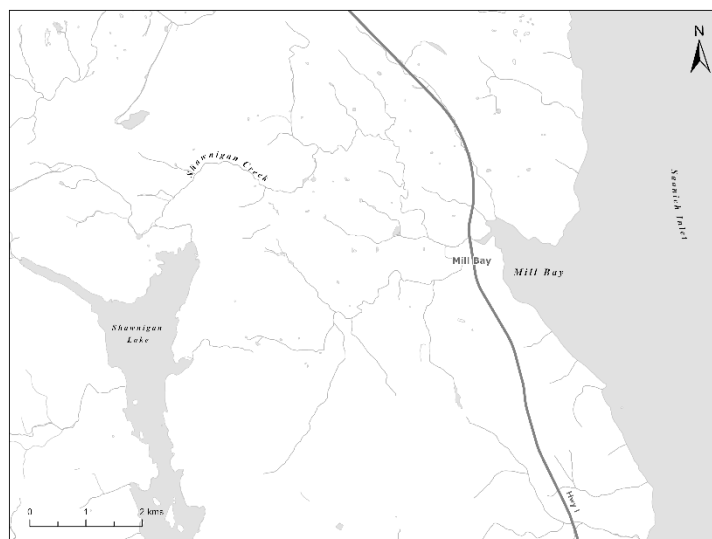 N
Shawnigan Creek
Saanich Inlet
Mill Bay
Mill Bay
Shawnigan
Lake
Hwy 1
0 1 2 kms